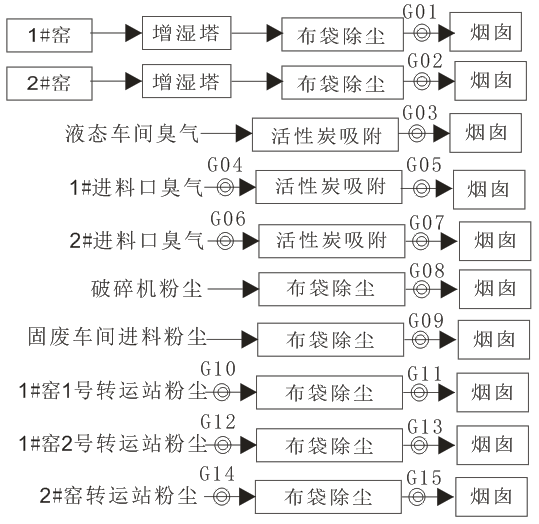 G01
1#窑 增湿塔 布袋除尘 烟囱
G02
2#窑 增湿塔 布袋除尘 烟囱
G03
液态车间臭气 活性炭吸附 烟囱
G04 G05
1#进料口臭气 活性炭吸附 烟囱
G06 G07
2#进料口臭气 活性炭吸附 烟囱
G08
破碎机粉尘 布袋除尘 烟囱
G09
固废车间进料粉尘 布袋除尘 烟囱
G10 G11
1#窑1号转运站粉尘 布袋除尘 烟囱
G12 G13
1#窑2号转运站粉尘 布袋除尘 烟囱
G14 G15
2#窑转运站粉尘 布袋除尘 烟囱